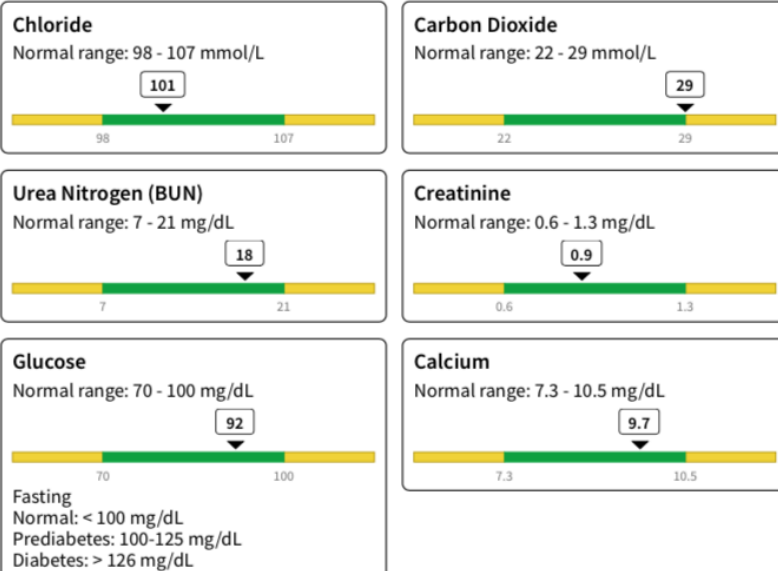 Chloride
Normal range: 98 - 107 mmol/L
101
98 107
Carbon Dioxide
Normal range: 22 - 29 mmol/L
29
22 29
Urea Nitrogen (BUN)
Normal range: 7 - 21 mg/dL
18
7 21
Creatinine
Normal range: 0.6 - 1.3 mg/dL
0.9
0.6 1.3
Glucose
Normal range: 70 - 100 mg/dL
92
70 100
Fasting
Normal: < 100 mg/dL
Prediabetes: 100-125 mg/dL
Diabetes: > 126 mg/dL
Calcium
Normal range: 7.3 - 10.5 mg/dL
9.7
7.3 10.5